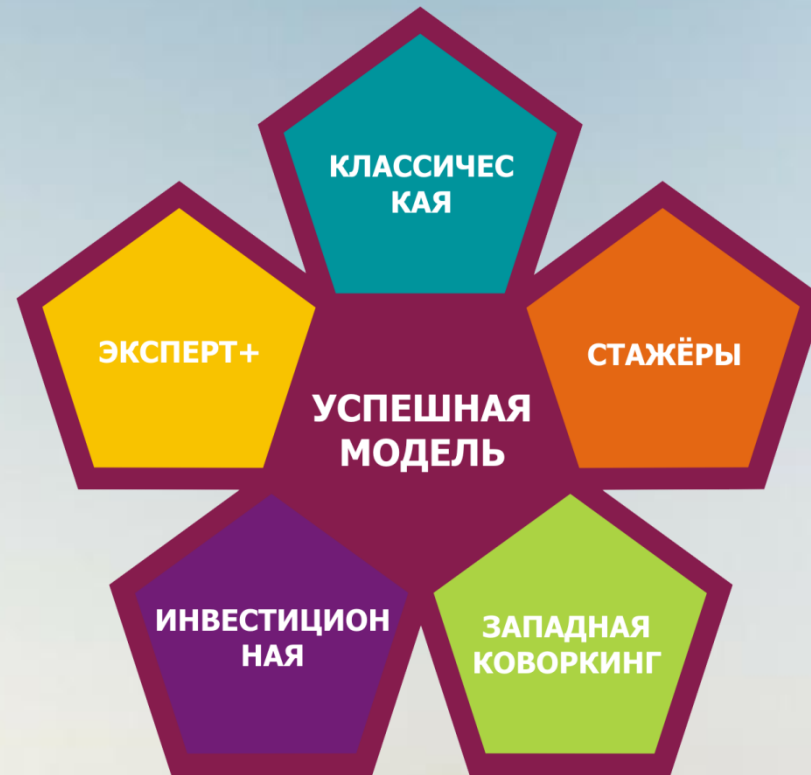 КЛАССИЧЕС
КАЯ
ЭКСПЕРТ+
СТАЖЁРЫ
УСПЕШНАЯ
МОДЕЛЬ
ИНВЕСТИЦИОН
НАЯ
ЗАПАДНАЯ
КОВОРКИНГ